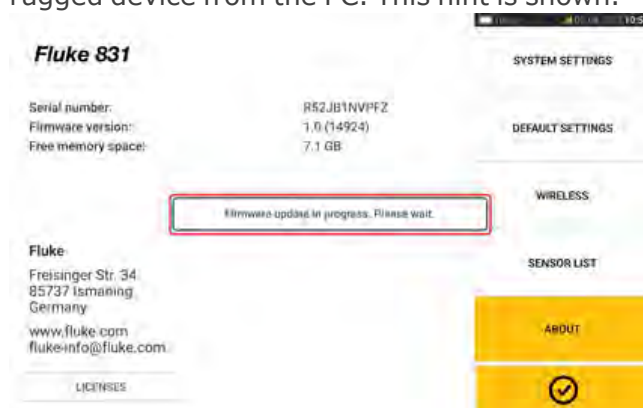 rugged device from the PC. This hint is shown:
10:5
Fluke 831
Serial number:
Firmware version: 1.0 (14924)
Free memory space: 7.1 GB
Firmware update in progress. Please wait.
Fluke
Freisinger Str. 34
85737 Ismaning
Germany
www.fluke.com
fluke-info@fluke.com
LICENSES
SYSTEM SETTINGS
DEFAULT SETTINGS
WIRELESS
SENSOR LIST
ABOUT